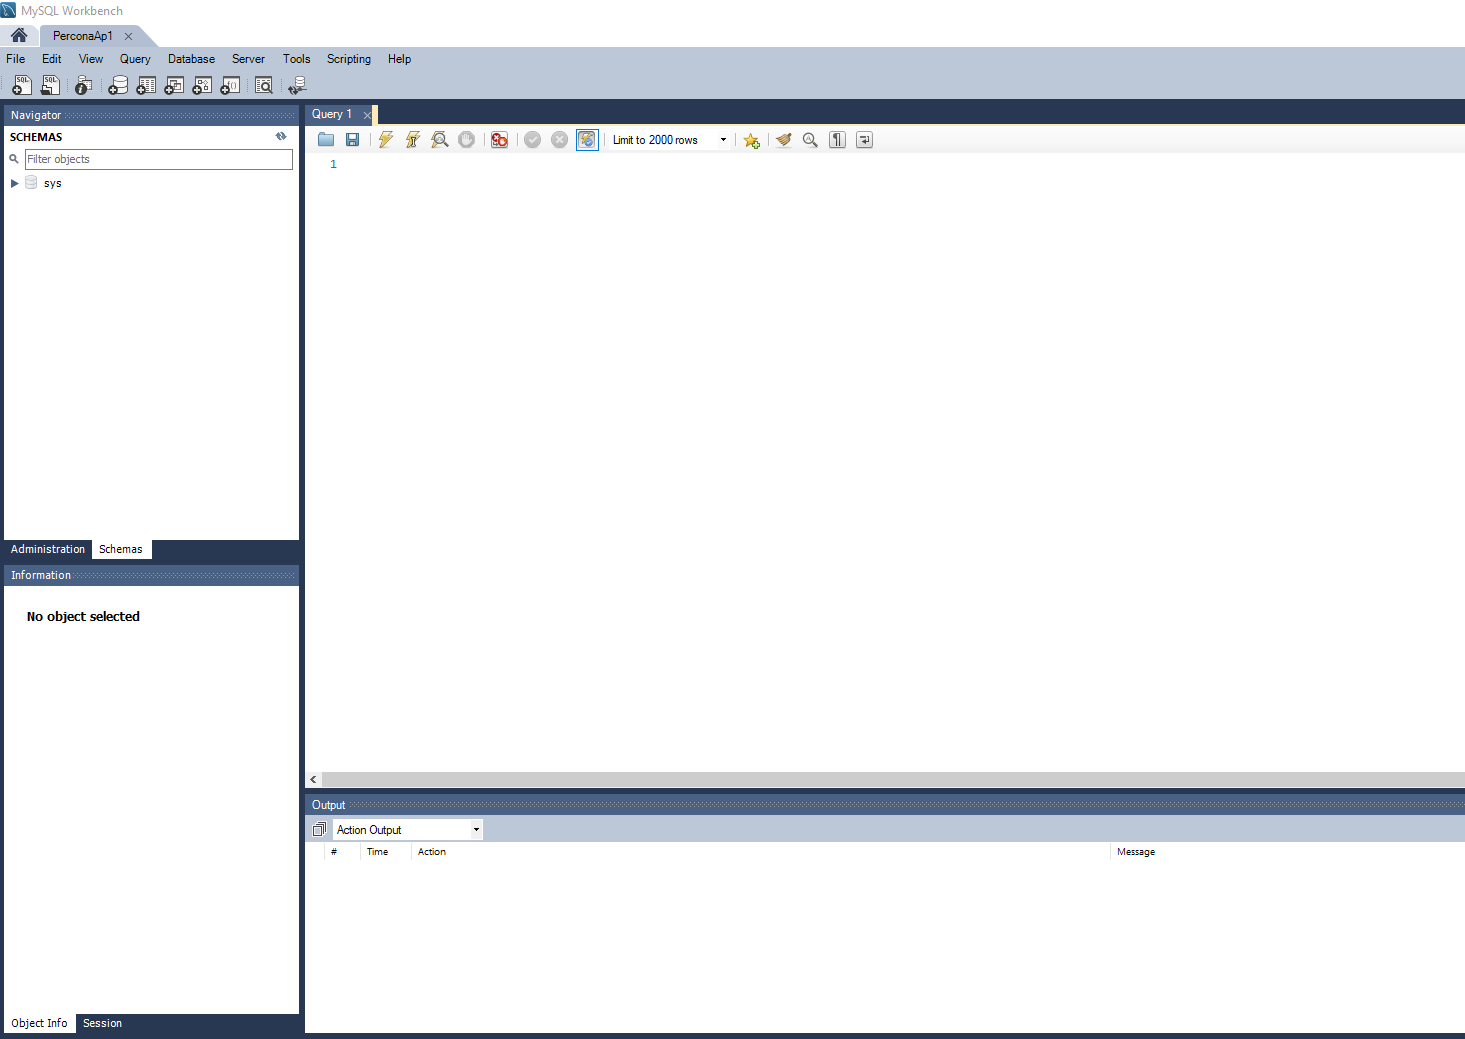 MySQL Workbench
PerconaAp1
File Edit View Query Database Server Tools Scripting Help
Navigator
SCHEMAS
Filter objects
sys
Administration Schemas
Information
No object selected
Object Info Session
Query 1
Limit to 2000 rows
1
Output
Action Output
# Time Action Message